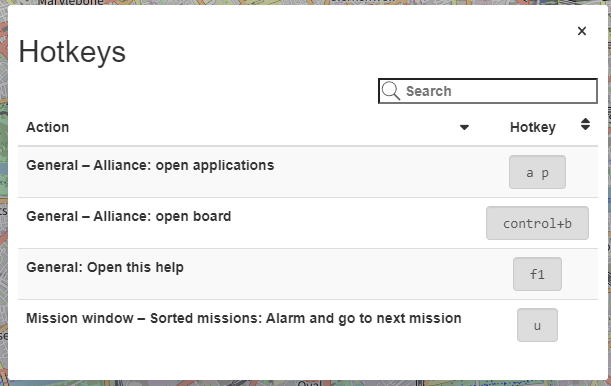 Marylebone
×
Hotkeys
Search
Action
Hotkey
General – Alliance: open applications
a p
General – Alliance: open board
control+b
General: Open this help
f1
Mission window – Sorted missions: Alarm and go to next mission
u
Oval